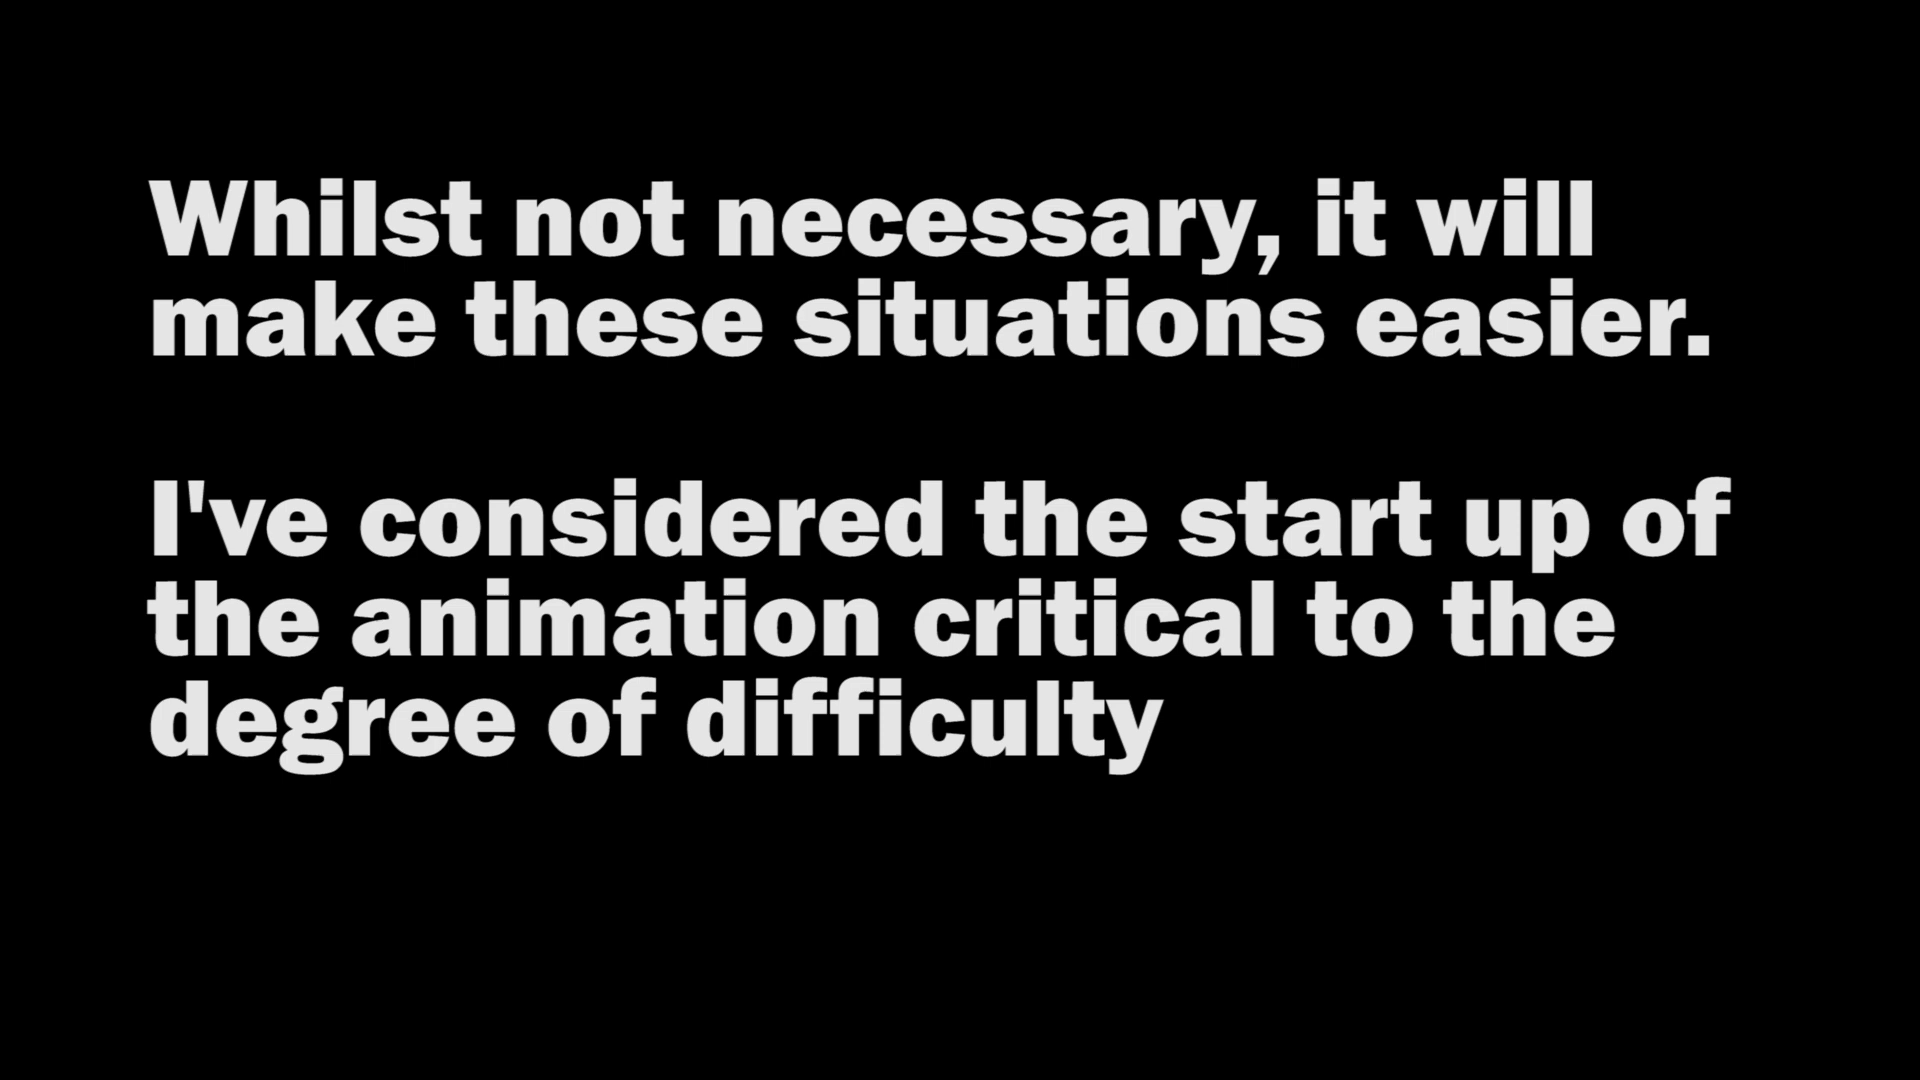 Whilst not necessary, it will
make these situations easier.
I've considered the start up of
the animation critical to the
degree of difficulty